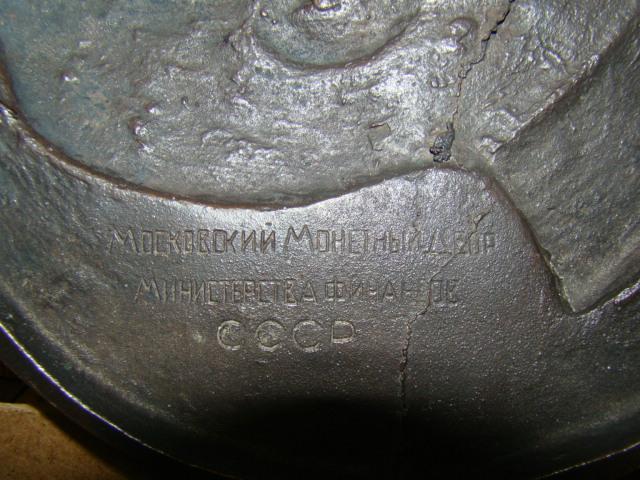 Московский Монетный Двор
Министерства Финансов
СССР